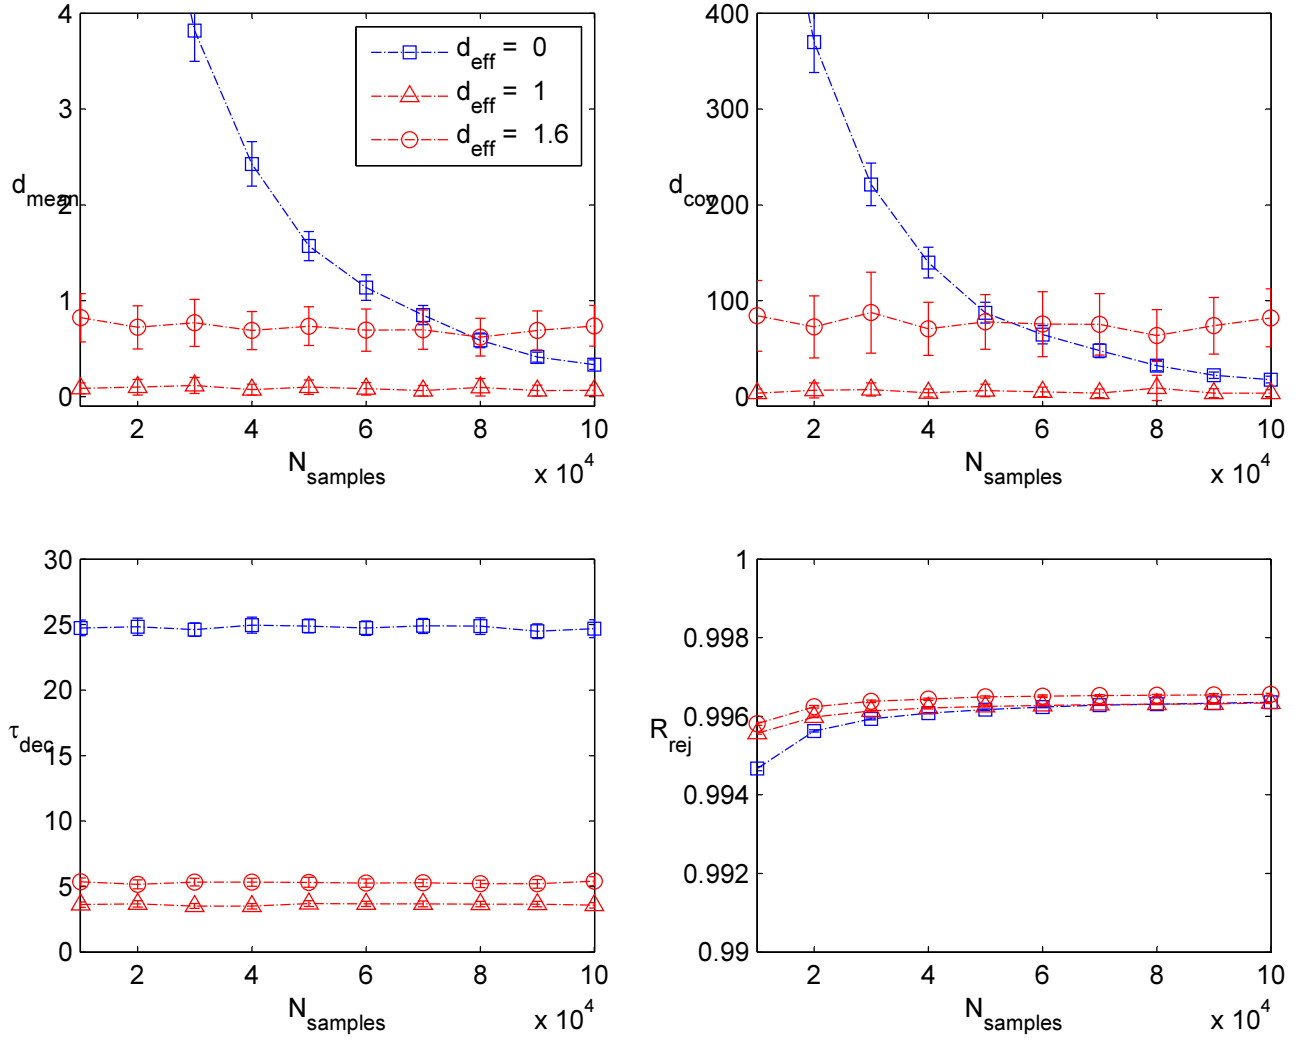 4
3
2
1
0
d_mean
2 4 6 8 10
N_samples
x 10^4
d_eff = 0
d_eff = 1
d_eff = 1.6
400
300
200
100
0
d_cov
2 4 6 8 10
N_samples
x 10^4
30
25
20
15
10
5
0
τ_dec
2 4 6 8 10
N_samples
x 10^4
1
0.998
0.996
0.994
0.992
0.99
R_rej
2 4 6 8 10
N_samples
x 10^4